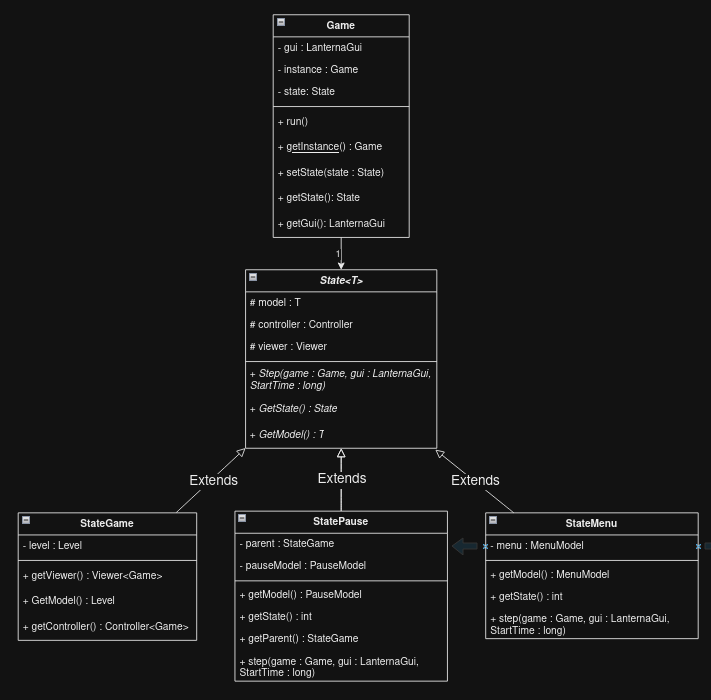 Game
- gui : LanternaGui
- instance : Game
- state: State
+ run()
+ getInstance() : Game
+ setState(state : State)
+ getState(): State
+ getGui(): LanternaGui
1
State<T>
# model : T
# controller : Controller
# viewer : Viewer
+ Step(game : Game, gui : LanternaGui,
StartTime : long)
+ GetState() : State
+ GetModel() : T
Extends
Extends
Extends
StateGame
- level : Level
+ getViewer() : Viewer<Game>
+ GetModel() : Level
+ getController() : Controller<Game>
StatePause
- parent : StateGame
- pauseModel : PauseModel
+ getModel() : PauseModel
+ getState() : int
+ getParent() : StateGame
+ step(game : Game, gui : LanternaGui,
StartTime : long)
StateMenu
- menu : MenuModel
+ getModel() : MenuModel
+ getState() : int
+ step(game : Game, gui : LanternaGui,
StartTime : long)